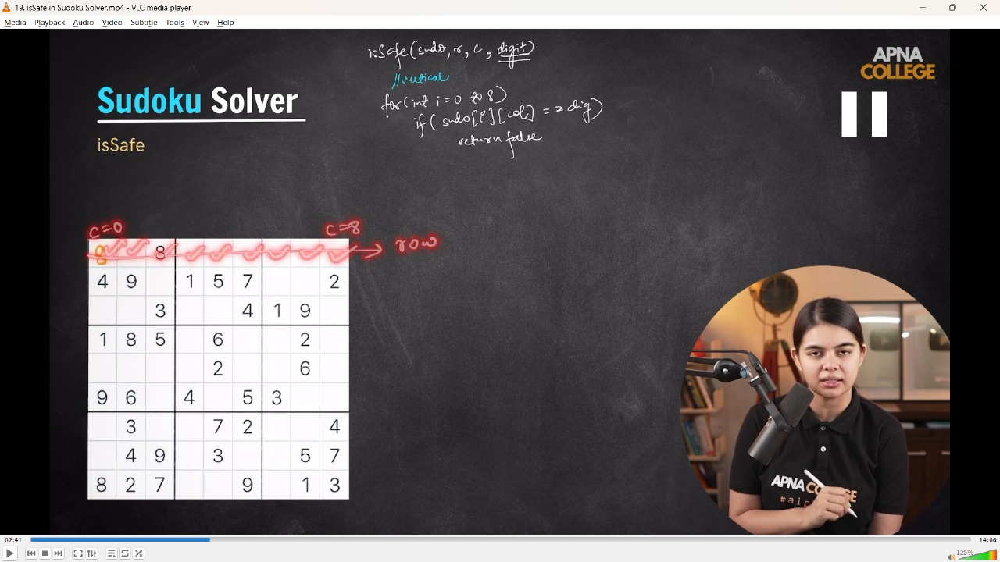 19. isSafe in Sudoku Solver.mp4 - VLC media player
Media Playback Audio Video Subtitle Tools View Help
isSafe(sudo, r, c, digit)
//vertical
for(int i=0 to 8)
if( sudo[i][col] == dig)
return false
APNA
COLLEGE
Sudoku Solver
isSafe
c=0 c=8
8 8
row
4 9 1 5 7 2
3 4 1 9
1 8 5 6 2
2 6
9 6 4 5 3
3 7 2 4
4 9 3 5 7
8 2 7 9 1 3
APNA CO GE
#alp
02:41 14:06
125%